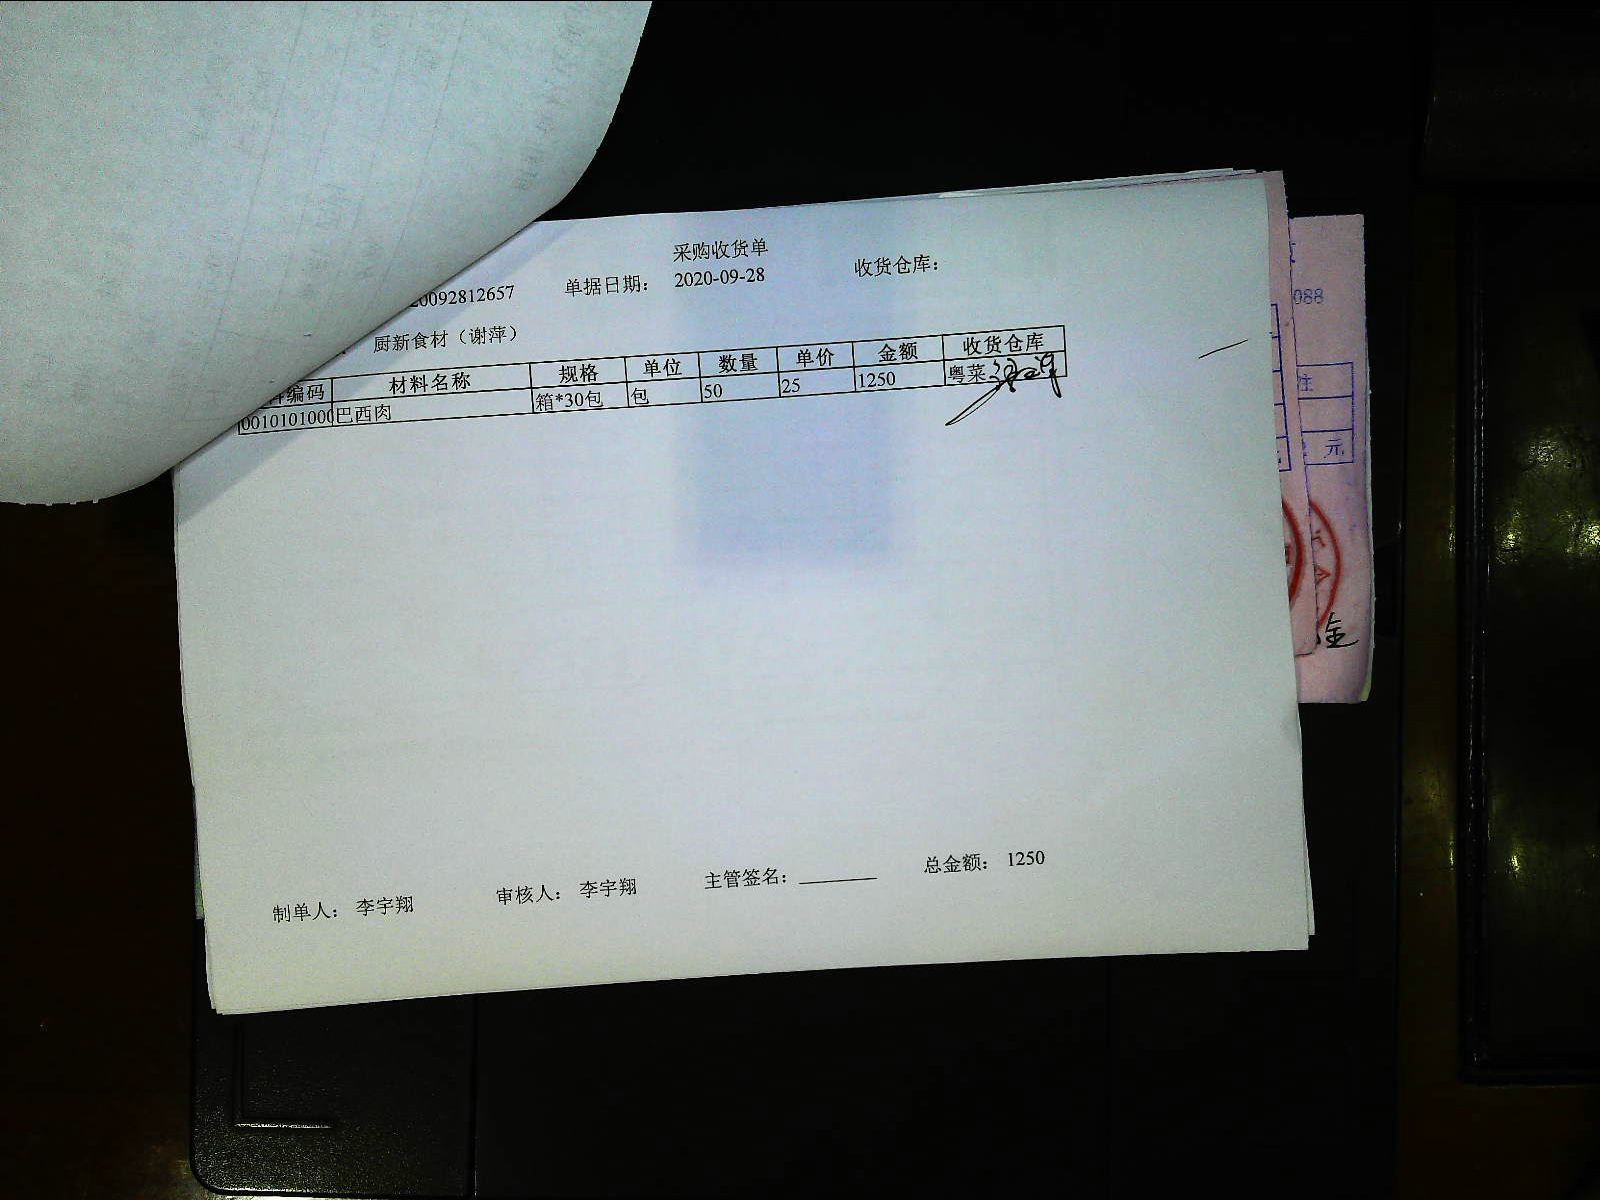 采购收货单
20092812657 单据日期： 2020-09-28 收货仓库：
厨新食材（谢萍）
编码 材料名称 规格 单位 数量 单价 金额 收货仓库
0010101000 巴西肉 箱*30包 包 50 25 1250 粤菜
制单人： 李宇翔 审核人： 李宇翔 主管签名： 总金额： 1250
088
注
元
金